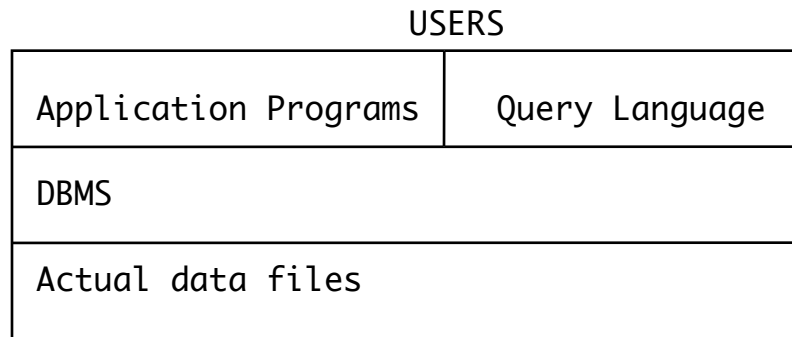 USERS
Application Programs
Query Language
DBMS
Actual data files